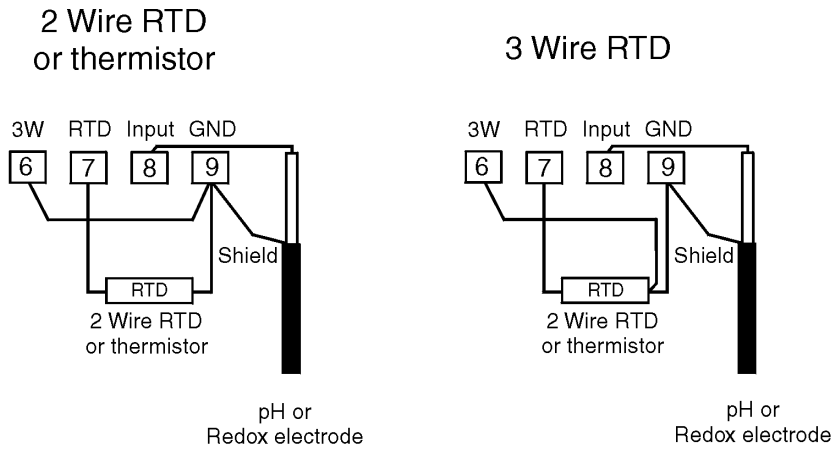 2 Wire RTD
or thermistor
3W RTD Input GND
6 7 8 9
Shield
RTD
2 Wire RTD
or thermistor
pH or
Redox electrode
3 Wire RTD
3W RTD Input GND
6 7 8 9
Shield
RTD
2 Wire RTD
or thermistor
pH or
Redox electrode